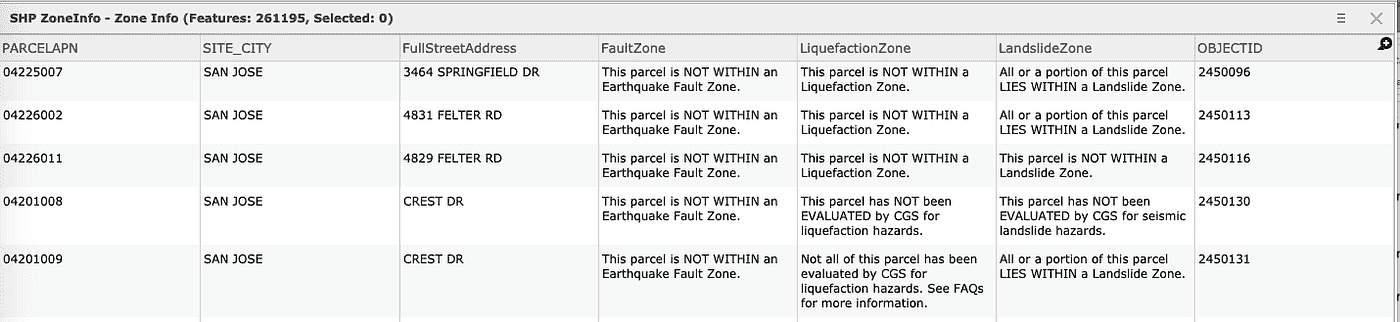 SHP ZoneInfo - Zone Info (Features: 261195, Selected: 0)
PARCELAPN SITE_CITY FullStreetAddress FaultZone LiquefactionZone LandslideZone OBJECTID
04225007 SAN JOSE 3464 SPRINGFIELD DR This parcel is NOT WITHIN an This parcel is NOT WITHIN a All or a portion of this parcel 2450096
Earthquake Fault Zone. Liquefaction Zone. LIES WITHIN a Landslide Zone.
04226002 SAN JOSE 4831 FELTER RD This parcel is NOT WITHIN an This parcel is NOT WITHIN a All or a portion of this parcel 2450113
Earthquake Fault Zone. Liquefaction Zone. LIES WITHIN a Landslide Zone.
04226011 SAN JOSE 4829 FELTER RD This parcel is NOT WITHIN an This parcel is NOT WITHIN a This parcel is NOT WITHIN a 2450116
Earthquake Fault Zone. Liquefaction Zone. Landslide Zone.
04201008 SAN JOSE CREST DR This parcel is NOT WITHIN an This parcel has NOT been This parcel has NOT been 2450130
Earthquake Fault Zone. EVALUATED by CGS for EVALUATED by CGS for seismic
liquefaction hazards. landslide hazards.
04201009 SAN JOSE CREST DR This parcel is NOT WITHIN an Not all of this parcel has been All or a portion of this parcel 2450131
Earthquake Fault Zone. evaluated by CGS for LIES WITHIN a Landslide Zone.
liquefaction hazards. See FAQs
for more information.